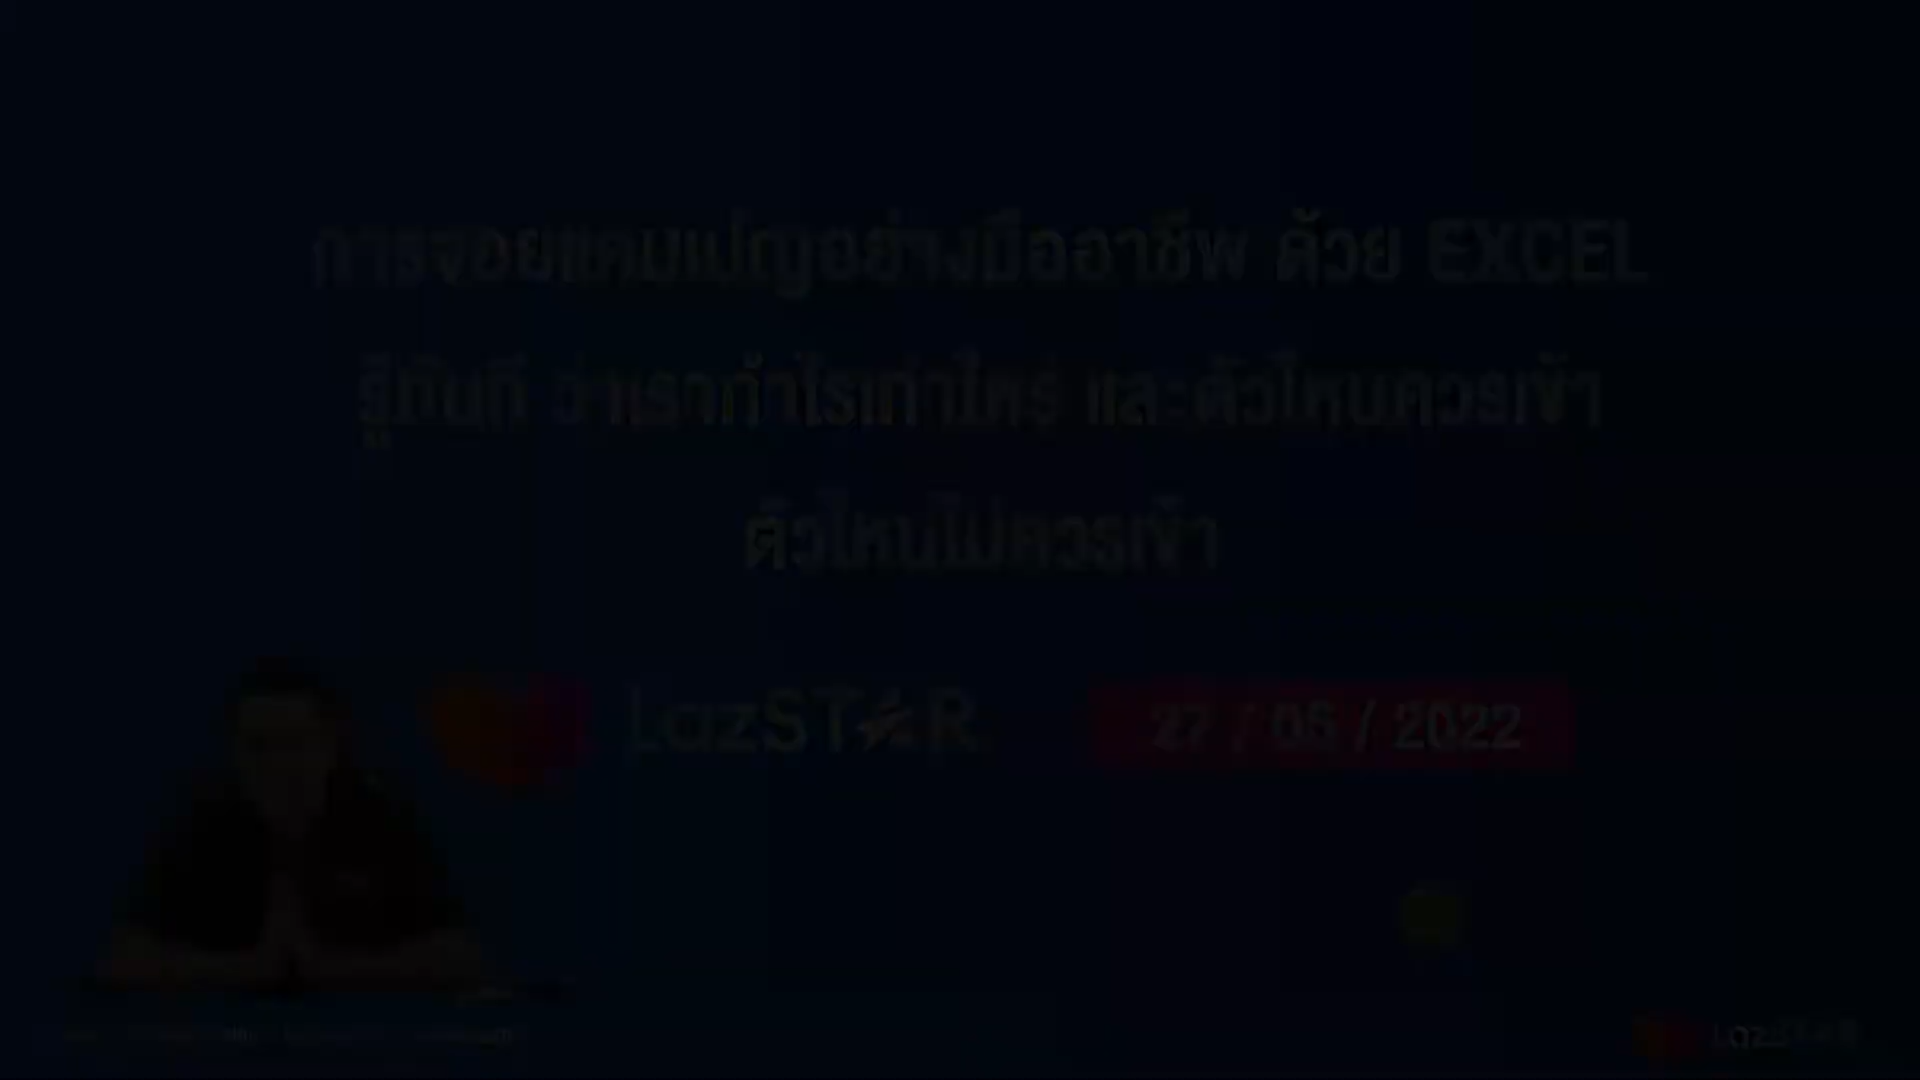 การจอยแคมเปญอย่างมืออาชีพ ด้วย EXCEL
รู้ทันที ว่าเรากำไรเท่าไหร่ และตัวไหนควรเข้า
ตัวไหนไม่ควรเข้า
LazSTAR
27 / 05 / 2022
LazSTAR